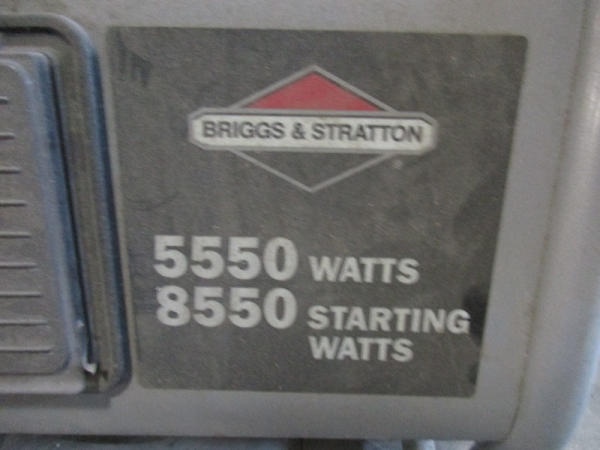 BRIGGS & STRATTON
5550 WATTS
8550 STARTING
WATTS